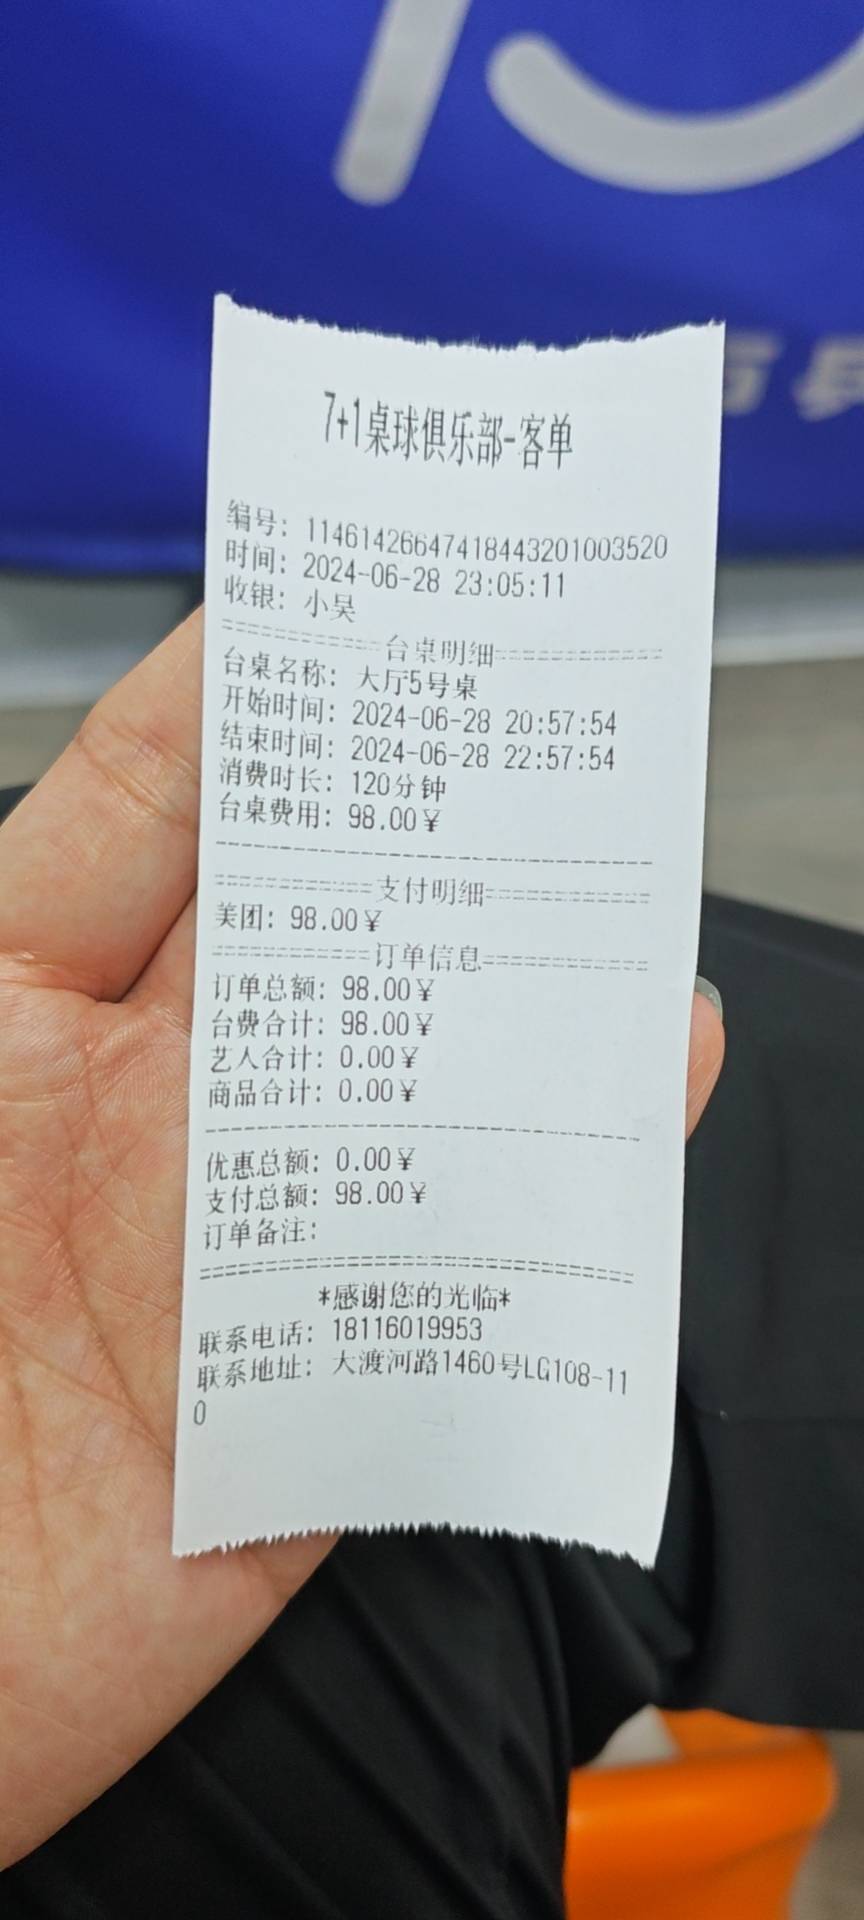 7+1桌球俱乐部-客单
编号: 11461426647418443201003520
时间: 2024-06-28 23:05:11
收银: 小吴
============台桌明细============
台桌名称: 大厅5号桌
开始时间: 2024-06-28 20:57:54
结束时间: 2024-06-28 22:57:54
消费时长: 120分钟
台桌费用: 98.00¥
--------------------------------
============支付明细============
美团: 98.00¥
============订单信息============
订单总额: 98.00¥
台费合计: 98.00¥
艺人合计: 0.00¥
商品合计: 0.00¥
--------------------------------
优惠总额: 0.00¥
支付总额: 98.00¥
订单备注:
================================
*感谢您的光临*
联系电话: 18116019953
联系地址: 大渡河路1460号LG108-11
0